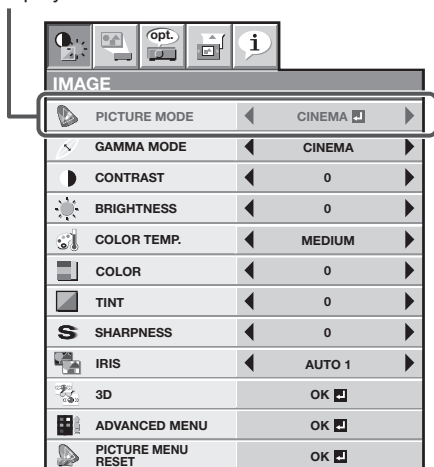 opt.
i
IMAGE
PICTURE MODE CINEMA
GAMMA MODE CINEMA
CONTRAST 0
BRIGHTNESS 0
COLOR TEMP. MEDIUM
COLOR 0
TINT 0
S SHARPNESS 0
IRIS AUTO 1
3D OK
ADVANCED MENU OK
PICTURE MENU
RESET OK